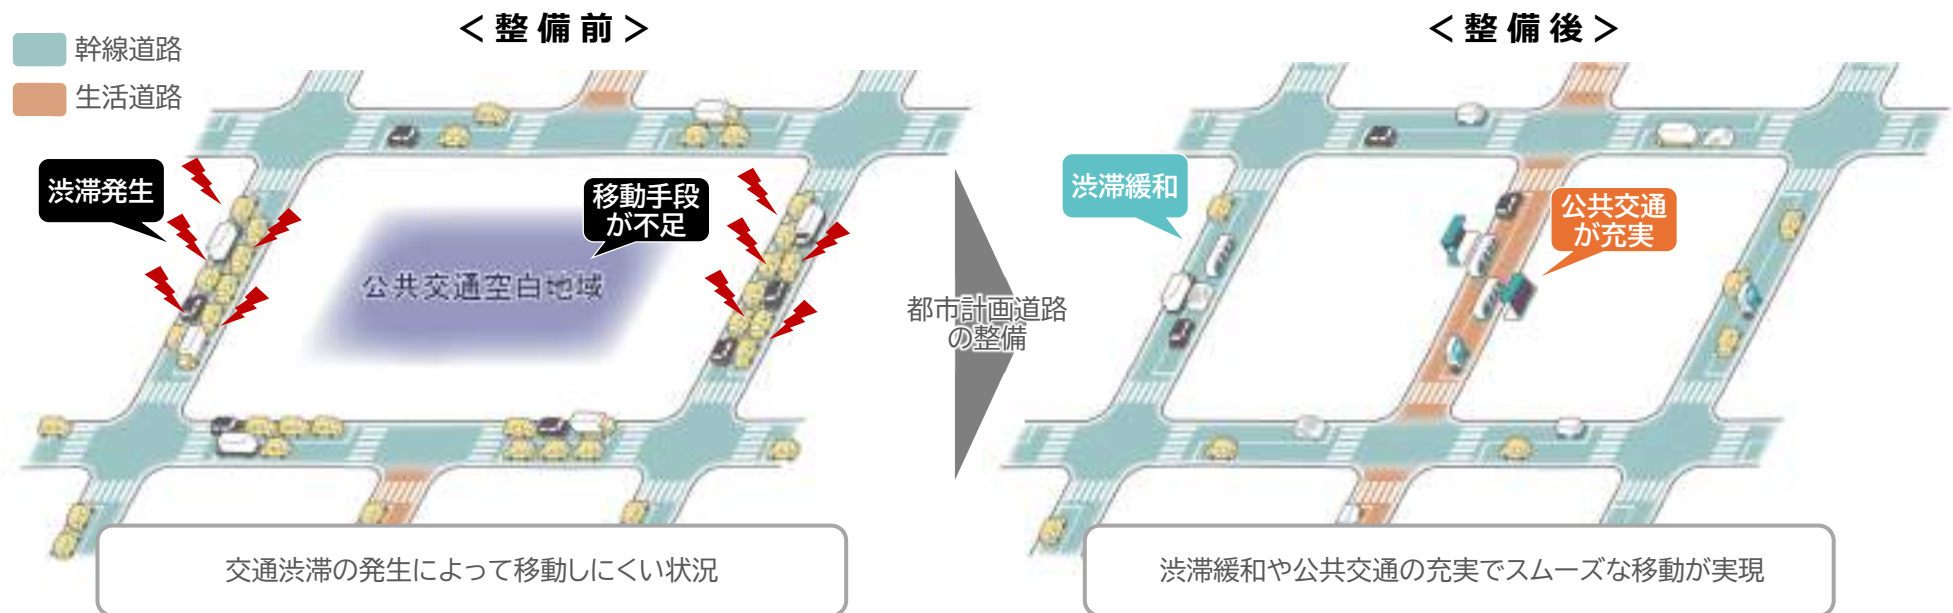 ＜整備前＞
幹線道路
生活道路
渋滞発生
移動手段
が不足
公共交通空白地域
交通渋滞の発生によって移動しにくい状況
都市計画道路
の整備
＜整備後＞
渋滞緩和
公共交通
が充実
渋滞緩和や公共交通の充実でスムーズな移動が実現